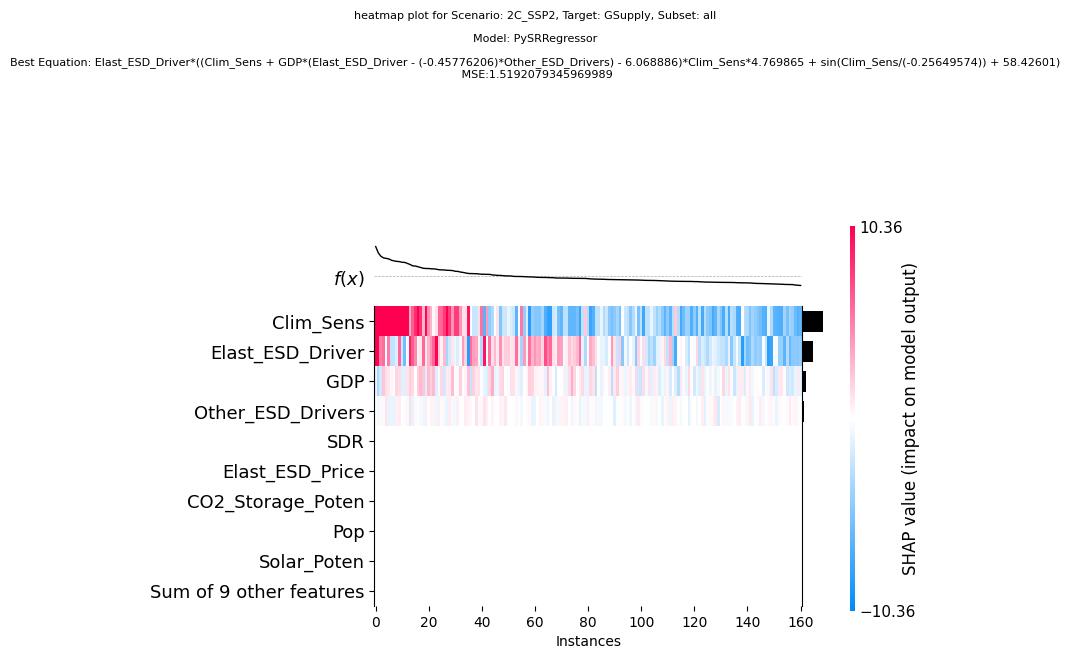 heatmap plot for Scenario: 2C_SSP2, Target: GSupply, Subset: all
Model: PySRRegressor
Best Equation: Elast_ESD_Driver*((Clim_Sens + GDP*(Elast_ESD_Driver - (-0.45776206)*Other_ESD_Drivers) - 6.068886)*Clim_Sens*4.769865 + sin(Clim_Sens/(-0.25649574)) + 58.42601)
MSE:1.5192079345969989
10.36
f(x)
Clim_Sens
Elast_ESD_Driver
GDP
Other_ESD_Drivers
SDR
Elast_ESD_Price
CO2_Storage_Poten
Pop
Solar_Poten
Sum of 9 other features
SHAP value (impact on model output)
−10.36
0 20 40 60 80 100 120 140 160
Instances